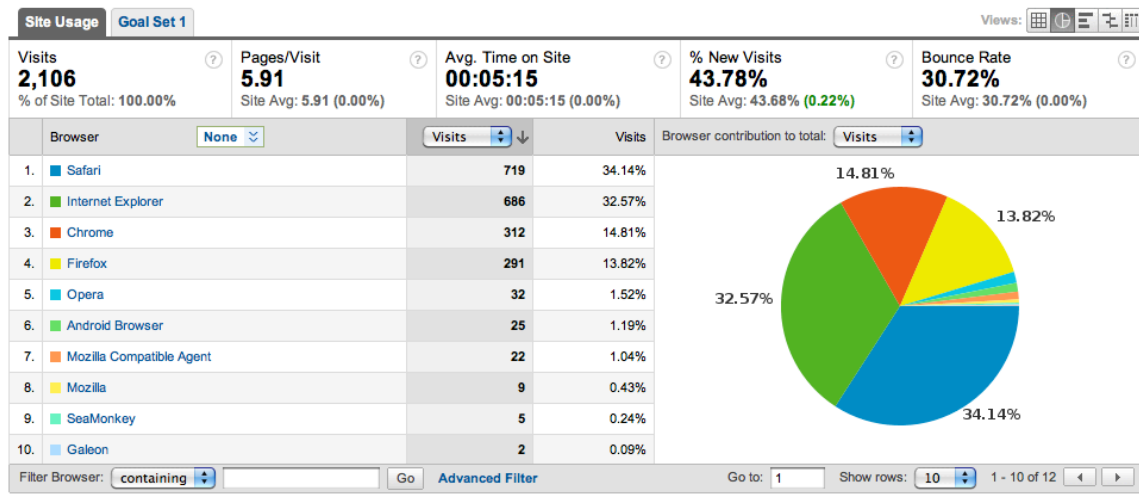 Site Usage Goal Set 1 Views:
Visits ? Pages/Visit ? Avg. Time on Site ? % New Visits ? Bounce Rate ?
2,106 5.91 00:05:15 43.78% 30.72%
% of Site Total: 100.00% Site Avg: 5.91 (0.00%) Site Avg: 00:05:15 (0.00%) Site Avg: 43.68% (0.22%) Site Avg: 30.72% (0.00%)
Browser None Visits Visits Browser contribution to total: Visits
1. Safari 719 34.14%
2. Internet Explorer 686 32.57%
3. Chrome 312 14.81%
4. Firefox 291 13.82%
5. Opera 32 1.52%
6. Android Browser 25 1.19%
7. Mozilla Compatible Agent 22 1.04%
8. Mozilla 9 0.43%
9. SeaMonkey 5 0.24%
10. Galeon 2 0.09%
14.81%
13.82%
32.57%
34.14%
Filter Browser: containing Go Advanced Filter Go to: 1 Show rows: 10 1 - 10 of 12